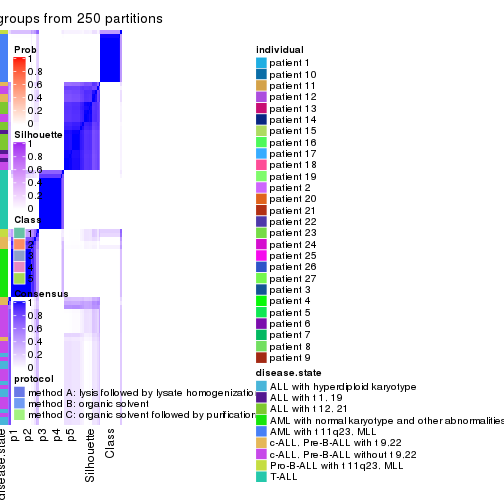 groups from 250 partitions
Prob
1
0.8
0.6
0.4
0.2
0
Silhouette
1
0.8
0.6
0.4
0.2
0
Class
1
2
3
4
5
Consensus
1
0.8
0.6
0.4
0.2
0
protocol
method A: lysis followed by lysate homogenizatio
method B: organic solvent
method C: organic solvent followed by purification
disease.state
p1
p2
p3
p4
p5
Silhouette
Class
individual
patient 1
patient 10
patient 11
patient 12
patient 13
patient 14
patient 15
patient 16
patient 17
patient 18
patient 19
patient 2
patient 20
patient 21
patient 22
patient 23
patient 24
patient 25
patient 26
patient 27
patient 3
patient 4
patient 5
patient 6
patient 7
patient 8
patient 9
disease.state
ALL with hyperdiploid karyotype
ALL with t 1. 19
ALL with t 12. 21
AML with normal karyotype and other abnormalities
AML with t 11q23. MLL
c-ALL. Pre-B-ALL with t 9.22
c-ALL. Pre-B-ALL without t 9.22
Pro-B-ALL with t 11q23. MLL
T-ALL